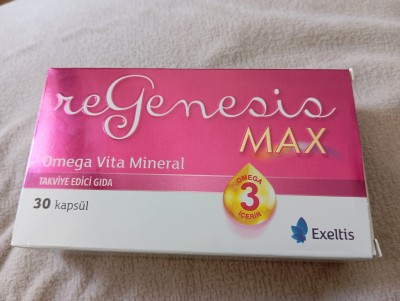 reGenesis
MAX
Omega Vita Mineral
TAKVİYE EDİCİ GIDA
30 kapsül
OMEGA
3
İÇERİR
Exeltis